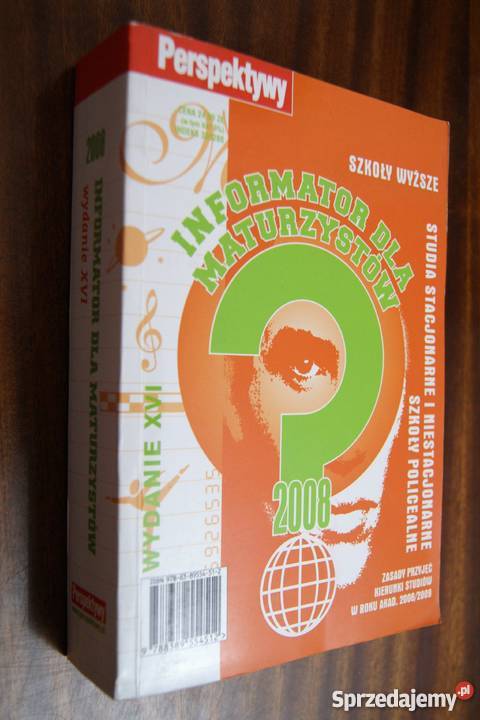 Perspektywy
SZKOŁY WYŻSZE
INFORMATOR DLA
MATURZYSTÓW
STUDIA STACJONARNE I NIESTACJONARNE
SZKOŁY POLICEALNE
2008
WYDANIE XVI
ZASADY PRZYJĘĆ
KIERUNKI STUDIÓW
W ROKU AKAD. 2008/2009
2008 INFORMATOR DLA MATURZYSTÓW
wydanie XVI
Perspektywy
Sprzedajemy.pl